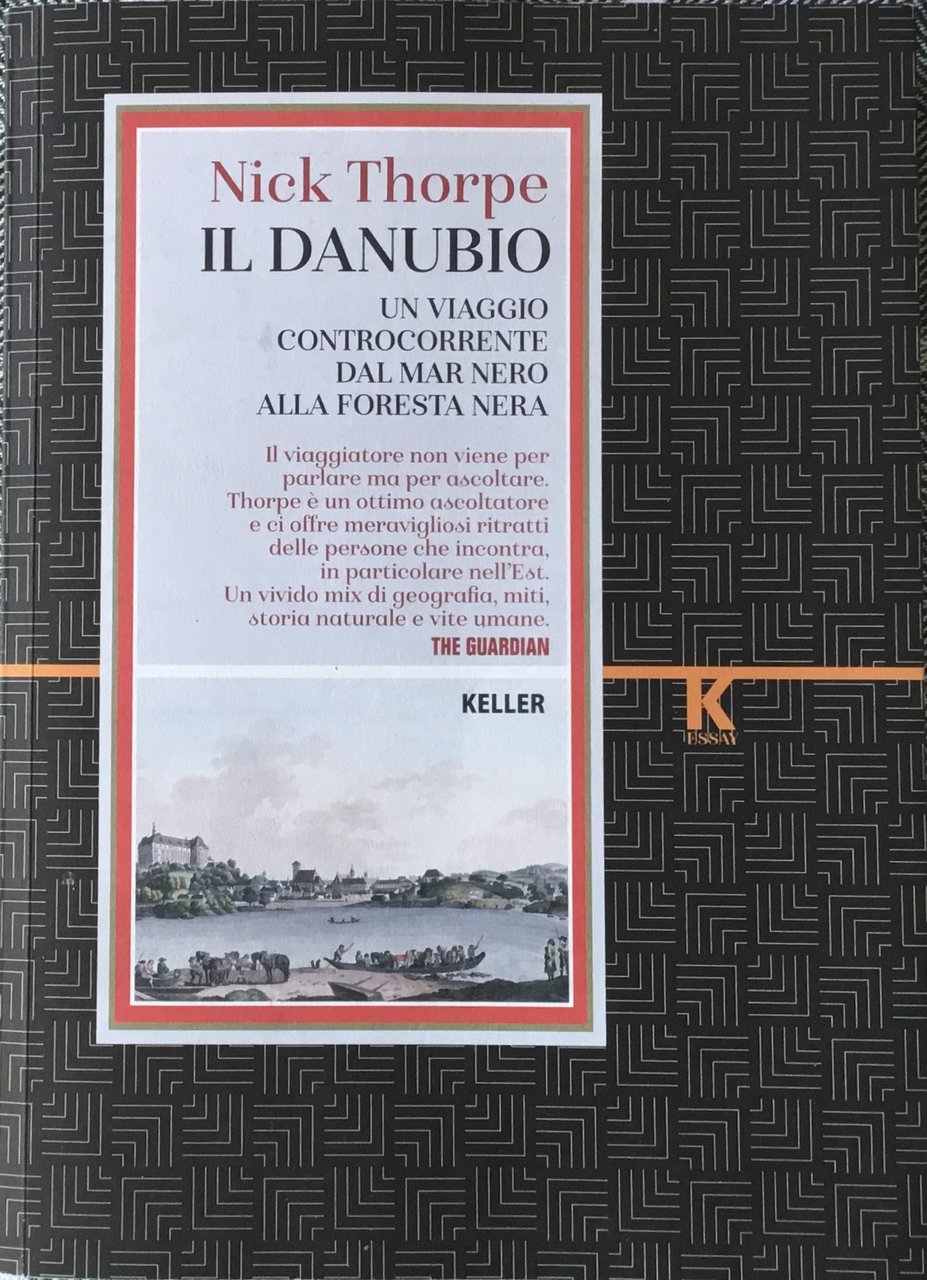 Nick Thorpe
IL DANUBIO
UN VIAGGIO
CONTROCORRENTE
DAL MAR NERO
ALLA FORESTA NERA
Il viaggiatore non viene per
parlare ma per ascoltare.
Thorpe è un ottimo ascoltatore
e ci offre meravigliosi ritratti
delle persone che incontra,
in particolare nell'Est.
Un vivido mix di geografia, miti,
storia naturale e vite umane.
THE GUARDIAN
KELLER
K
ESSAY